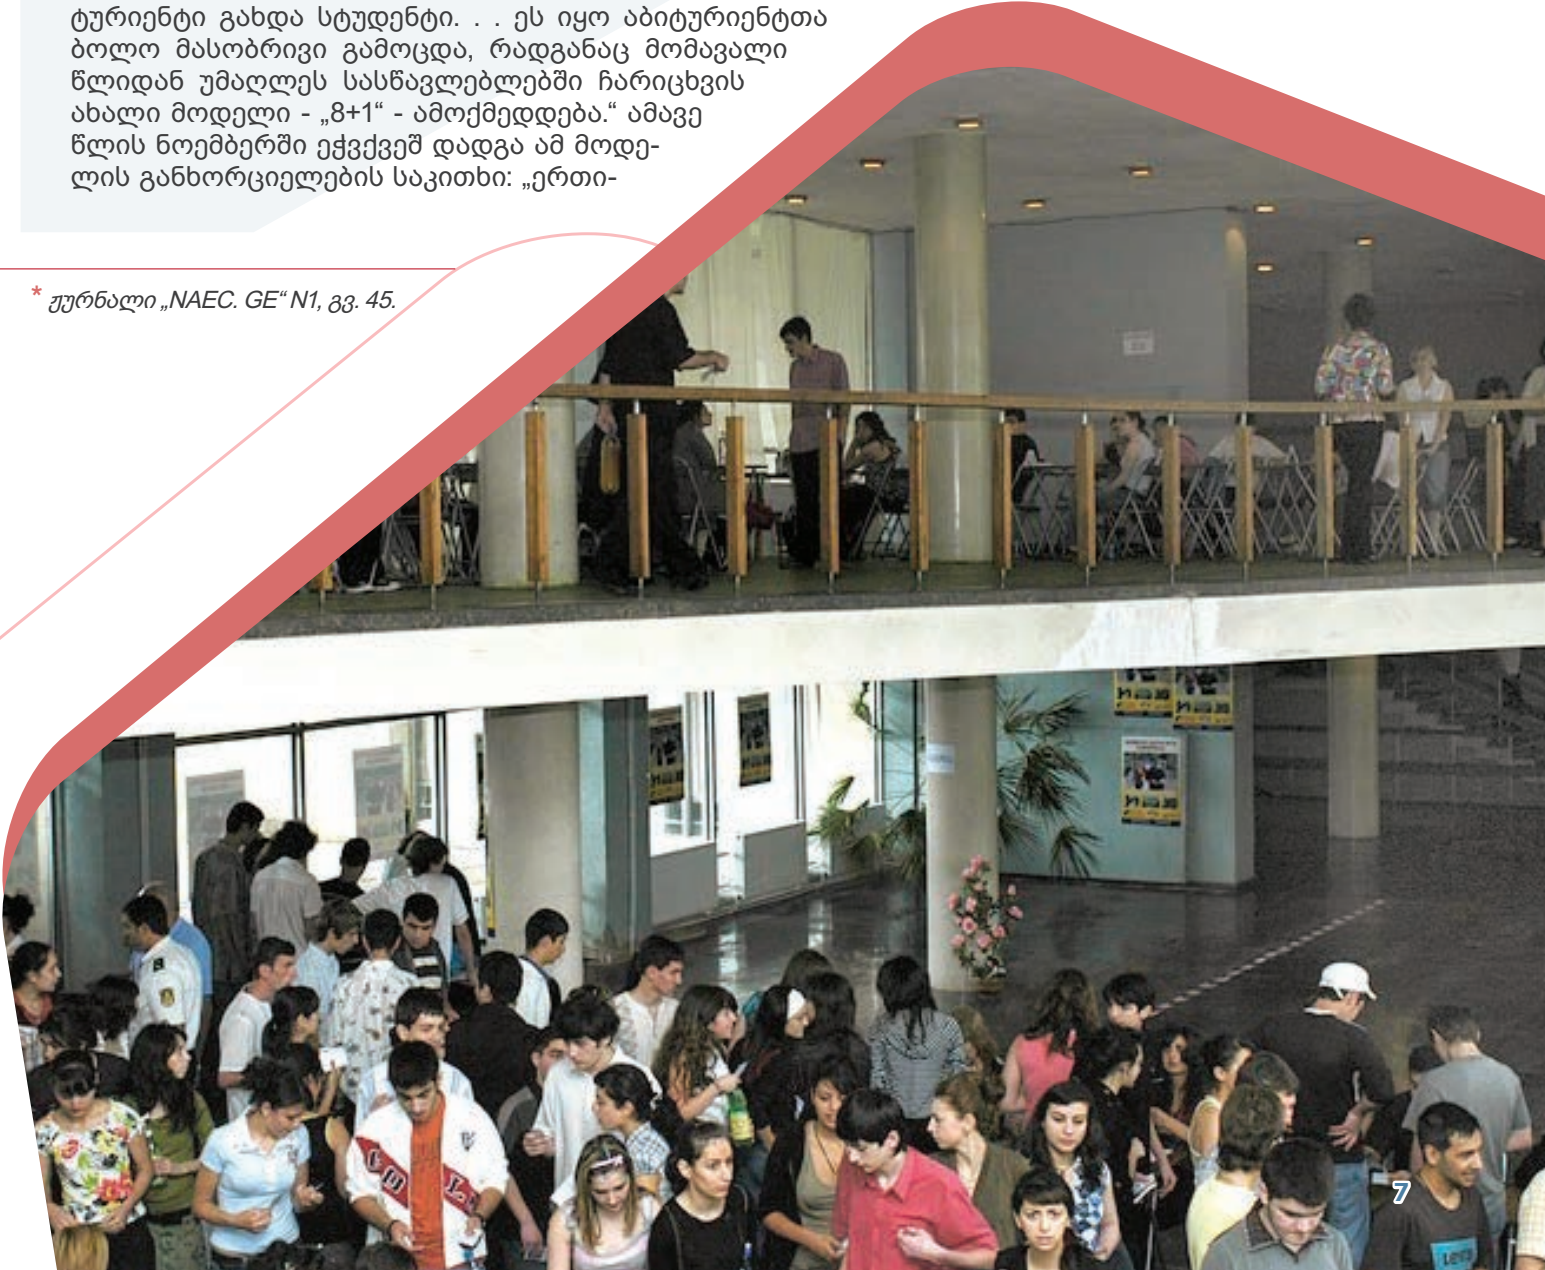 ტურიენტი გახდა სტუდენტი. . . ეს იყო აბიტურიენტთა
ბოლო მასობრივი გამოცდა, რადგანაც მომავალი
წლიდან უმაღლეს სასწავლებლებში ჩარიცხვის
ახალი მოდელი - „8+1“ - ამოქმედდება.“ ამავე
წლის ნოემბერში ეჭვქვეშ დადგა ამ მოდე-
ლის განხორციელების საკითხი: „ერთი-
* ჟურნალი „NAEC. GE“ N1, გვ. 45.
7